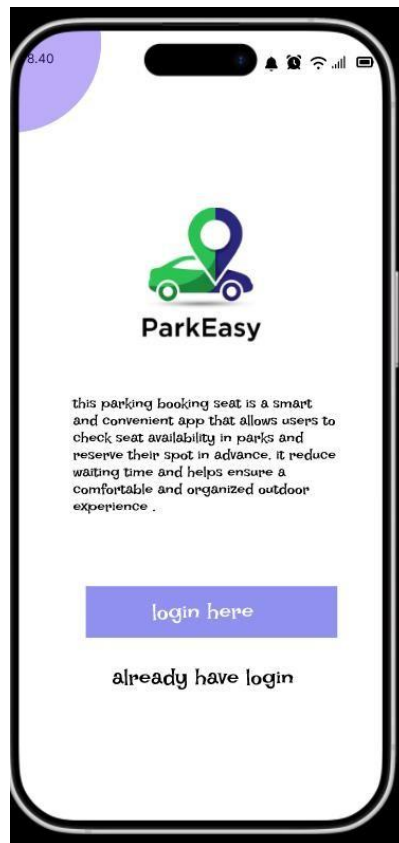 8.40
ParkEasy
this parking booking seat is a smart
and convenient app that allows users to
check seat availability in parks and
reserve their spot in advance. it reduce
waiting time and helps ensure a
comfortable and organized outdoor
experience .
login here
already have login